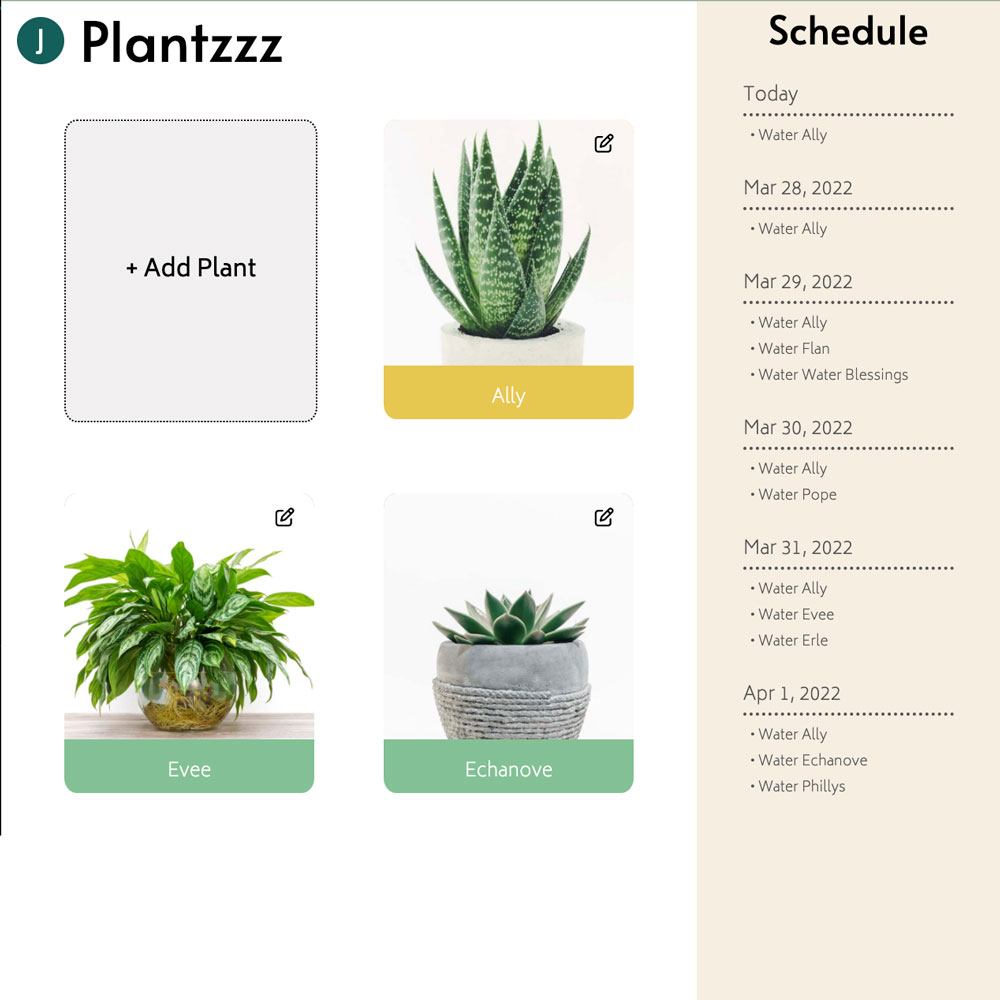 J
Plantzzz
+ Add Plant
Ally
Evee
Echanove
Schedule
Today
• Water Ally
Mar 28, 2022
• Water Ally
Mar 29, 2022
• Water Ally
• Water Flan
• Water Water Blessings
Mar 30, 2022
• Water Ally
• Water Pope
Mar 31, 2022
• Water Ally
• Water Evee
• Water Erle
Apr 1, 2022
• Water Ally
• Water Echanove
• Water Phillys